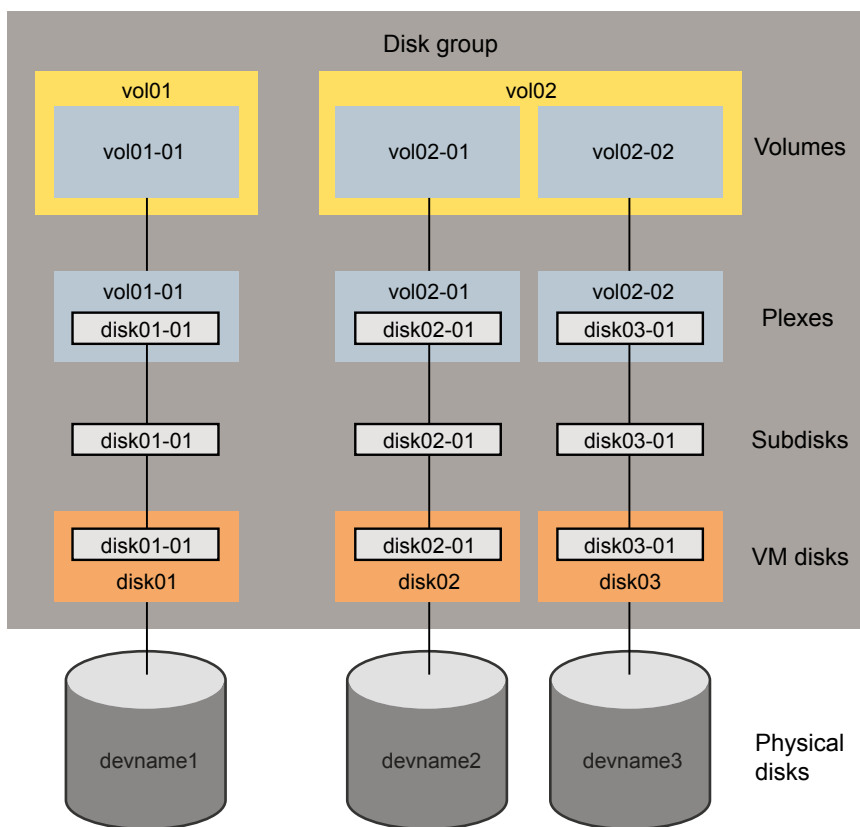 Disk group
vol01
vol02
vol01-01
vol02-01
vol02-02
Volumes
vol01-01
vol02-01
vol02-02
disk01-01
disk02-01
disk03-01
Plexes
disk01-01
disk02-01
disk03-01
Subdisks
disk01-01
disk02-01
disk03-01
VM disks
disk01
disk02
disk03
devname1
devname2
devname3
Physical
disks